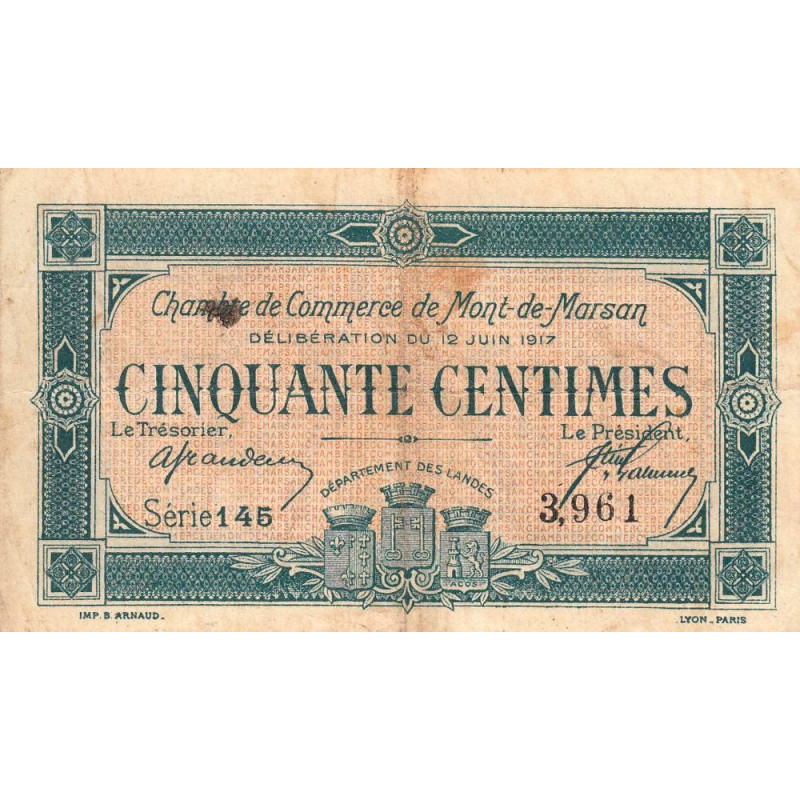 Chambre de Commerce de Mont-de-Marsan
DÉLIBÉRATION DU 12 JUIN 1917
CINQUANTE CENTIMES
Le Trésorier,
Le Président,
DÉPARTEMENT DES LANDES
Série 145
3,961
IMP. B. ARNAUD.
LYON - PARIS